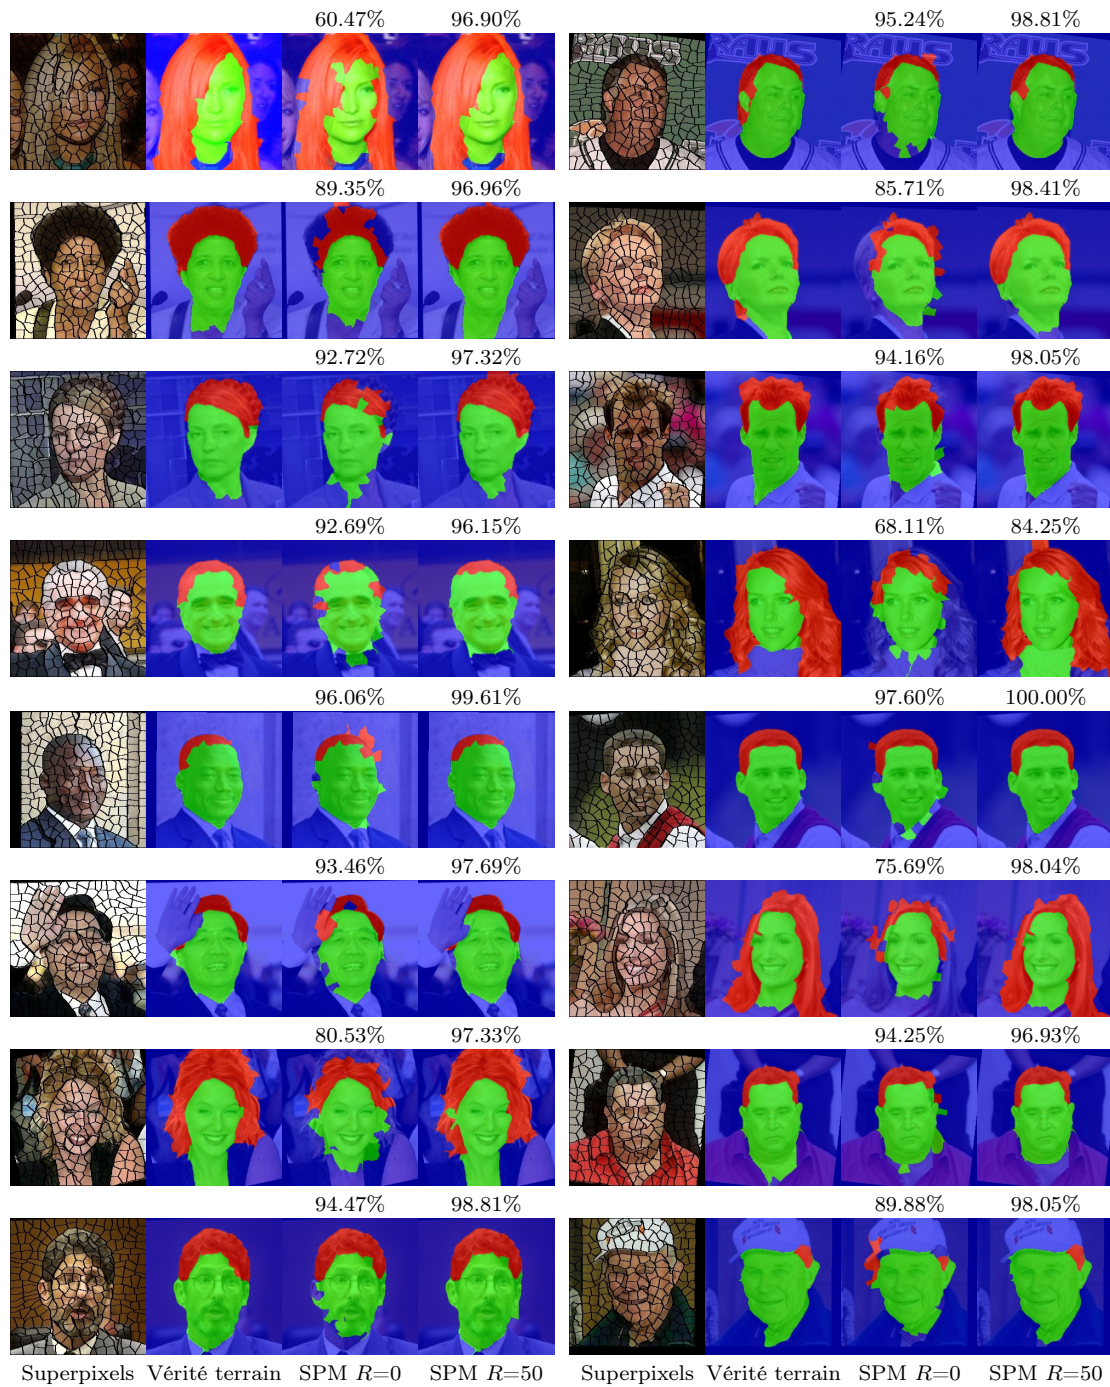 60.47% 96.90% 95.24% 98.81%
RAUS RAUS RAUS
89.35% 96.96% 85.71% 98.41%
92.72% 97.32% 94.16% 98.05%
92.69% 96.15% 68.11% 84.25%
96.06% 99.61% 97.60% 100.00%
93.46% 97.69% 75.69% 98.04%
80.53% 97.33% 94.25% 96.93%
94.47% 98.81% 89.88% 98.05%
Superpixels Vérité terrain SPM R=0 SPM R=50 Superpixels Vérité terrain SPM R=0 SPM R=50